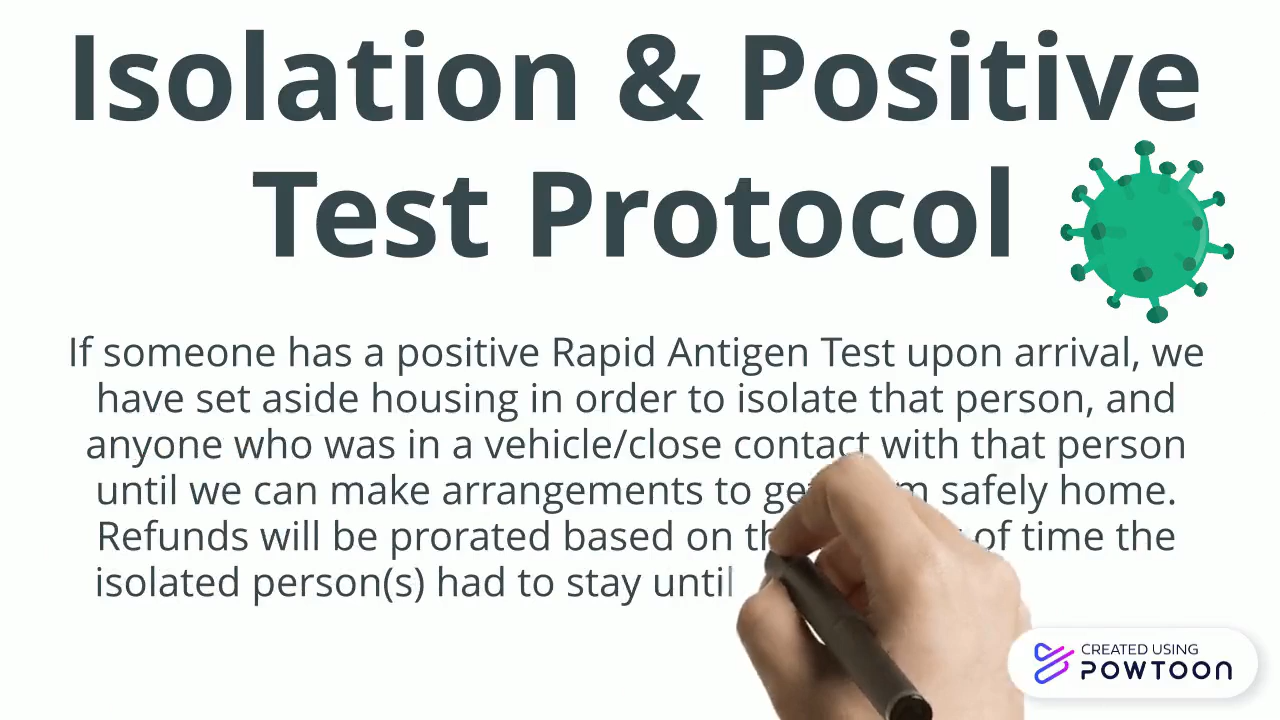 Isolation & Positive
Test Protocol
If someone has a positive Rapid Antigen Test upon arrival, we
have set aside housing in order to isolate that person, and
anyone who was in a vehicle/close contact with that person
until we can make arrangements to safely home.
Refunds will be prorated based on of time the
isolated person(s) had to stay until
CREATED USING
POWTOON